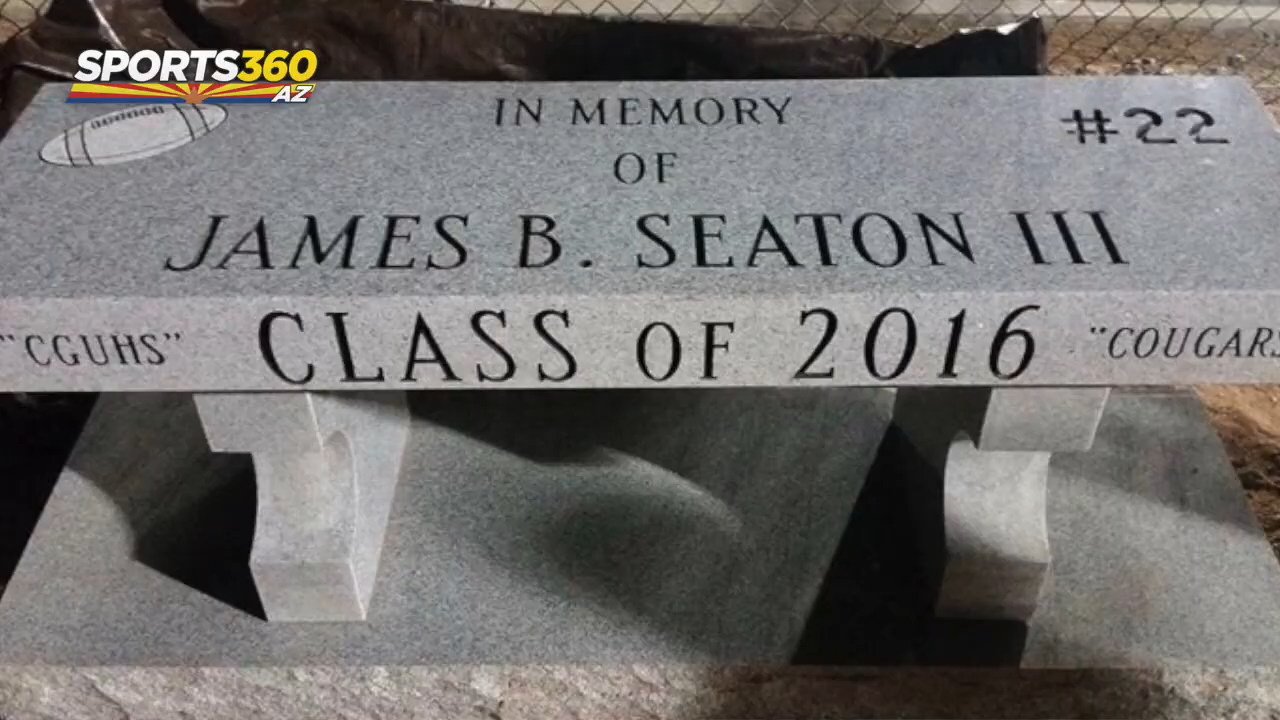 SPORTS360
AZ
IN MEMORY
#22
OF
JAMES B. SEATON III
"CGUHS" CLASS OF 2016 "COUGARS